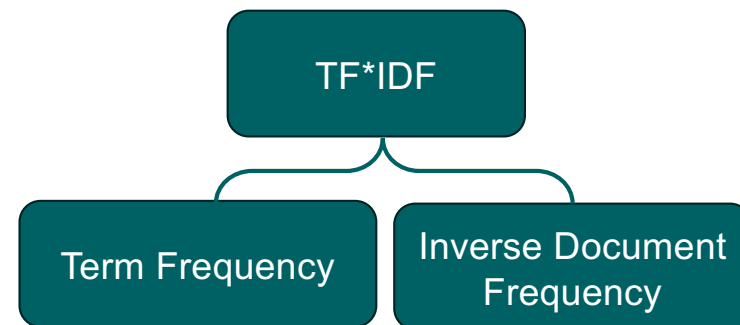 TF*IDF
Term Frequency
Inverse Document
Frequency